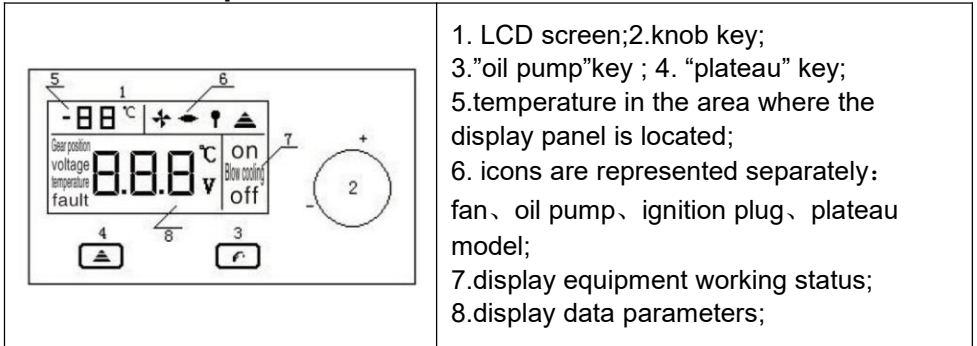 5
6
1
-88℃
7
Gear position
voltage
temperature
fault
8.8.8
℃
V
on
Blow cooling
off
+
2
-
4
8
3
1. LCD screen;2.knob key;
3.”oil pump”key ; 4. “plateau” key;
5.temperature in the area where the
display panel is located;
6. icons are represented separately：
fan、oil pump、ignition plug、plateau
model;
7.display equipment working status;
8.display data parameters;